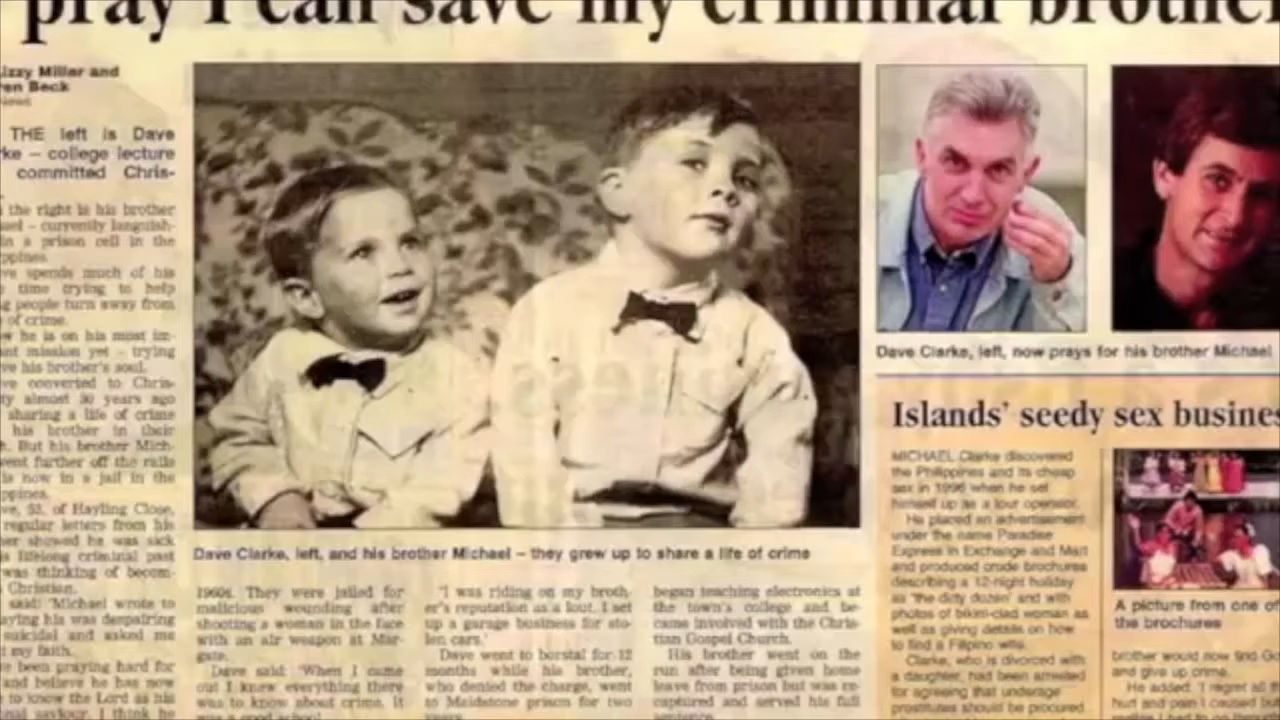 pray I can save my criminal brother
izzy Miller and
ren Beck
News
THE left is Dave
rke – college lecture
committed Chris-
the right is his brother
ael – currently languish-
in a prison cell in the
ppines.
ve spends much of his
time trying to help
g people turn away from
of crime.
w he is on his most im-
ant mission yet – trying
ve his brother's soul.
ve converted to Chris-
ty almost 30 years ago
sharing a life of crime
his brother in their
h. But his brother Mich-
went further off the rails
is now in a jail in the
ppines.
ve, 53, of Hayling Close,
regular letters from his
her showed he was sick
is lifelong criminal past
was thinking of becom-
Christian.
said: 'Michael wrote to
aying his was despairing
suicidal and asked me
t my faith.
ve been praying hard for
and believe he has now
to know the Lord as his
nal saviour. I think he
Dave Clarke, left, and his brother Michael – they grew up to share a life of crime
1960s. They were jailed for
malicious wounding after
shooting a woman in the face
with an air weapon at Mar-
gate.
Dave said: 'When I came
out I knew everything there
was to know about crime. It
was a good school.
'I was riding on my broth-
er's reputation as a lout. I set
up a garage business for sto-
len cars.'
Dave went to borstal for 12
months while his brother,
who denied the charge, went
to Maidstone prison for two
years.
began teaching electronics at
the town's college and be-
came involved with the Chris-
tian Gospel Church.
His brother went on the
run after being given home
leave from prison but was re-
captured and served his full
sentence.
Dave Clarke, left, now prays for his brother Michael
Islands' seedy sex busines
MICHAEL Clarke discovered
the Philippines and its cheap
sex in 1996 when he set
himself up as a tour operator.
He placed an advertisement
under the name Paradise
Express in Exchange and Mart
and produced crude brochures
describing a 12-night holiday
as 'the dirty dozen' and with
photos of bikini-clad woman as
well as giving details on how
to find a Filipino wife.
Clarke, who is divorced with
a daughter, had been arrested
for agreeing that underage
prostitutes should be procured
A picture from one of
the brochures
brother would now find Go
and give up crime.
He added: 'I regret all th
hurt and pain I caused but